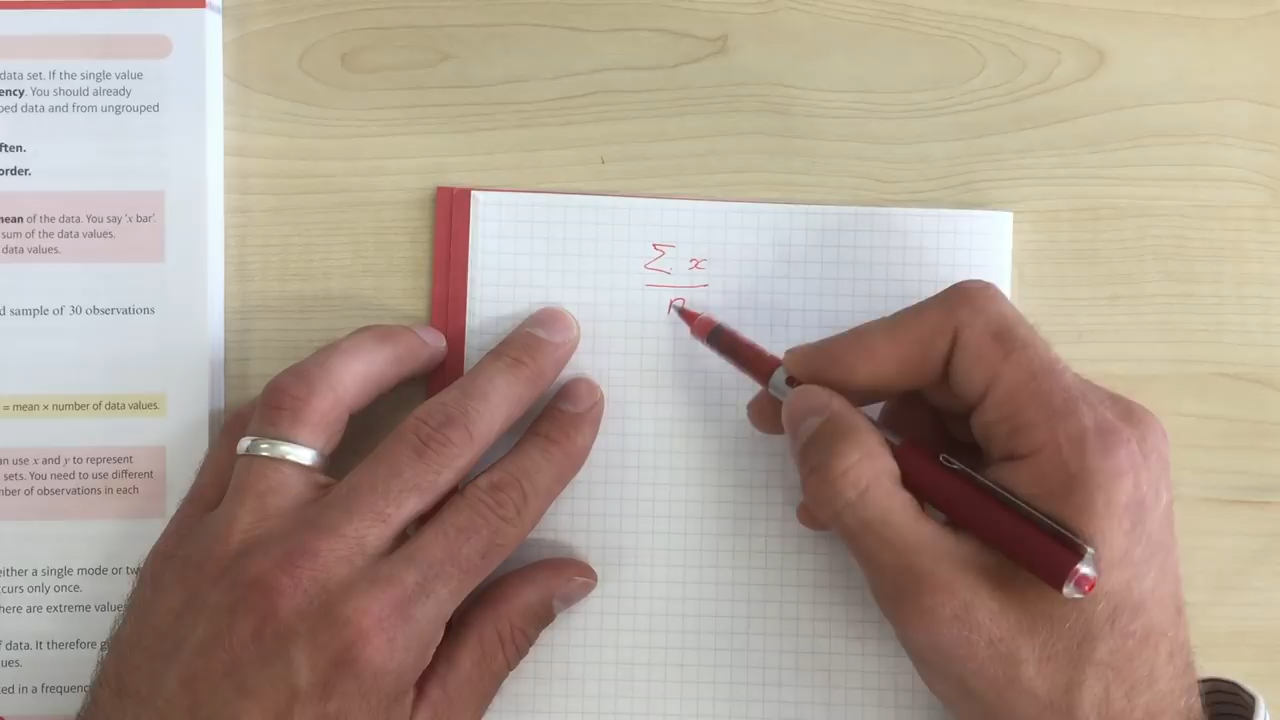 data set. If the single value
ency. You should already
ped data and from ungrouped
ften.
order.
mean of the data. You say 'x bar'.
sum of the data values.
data values.
d sample of 30 observations
= mean × number of data values.
an use x and y to represent
sets. You need to use different
mber of observations in each
either a single mode or tw
curs only once.
here are extreme values
f data. It therefore g
ues.
ed in a frequenc
Σ x
n